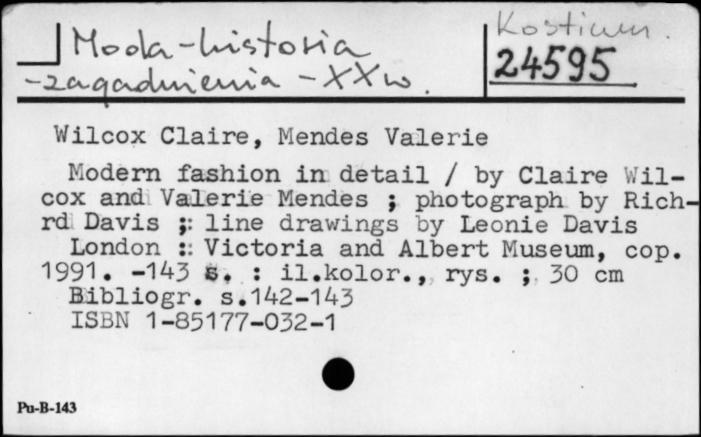 Moda-historia
-zagadnienia - XX w.
Kostium.
24595
Wilcox Claire, Mendes Valerie
Modern fashion in detail / by Claire Wil-
cox and Valerie Mendes ; photograph by Rich-
rd Davis ; line drawings by Leonie Davis
London : Victoria and Albert Museum, cop.
1991. -143 s. : il.kolor., rys. ; 30 cm
Bibliogr. s.142-143
ISBN 1-85177-032-1
Pu-B-143